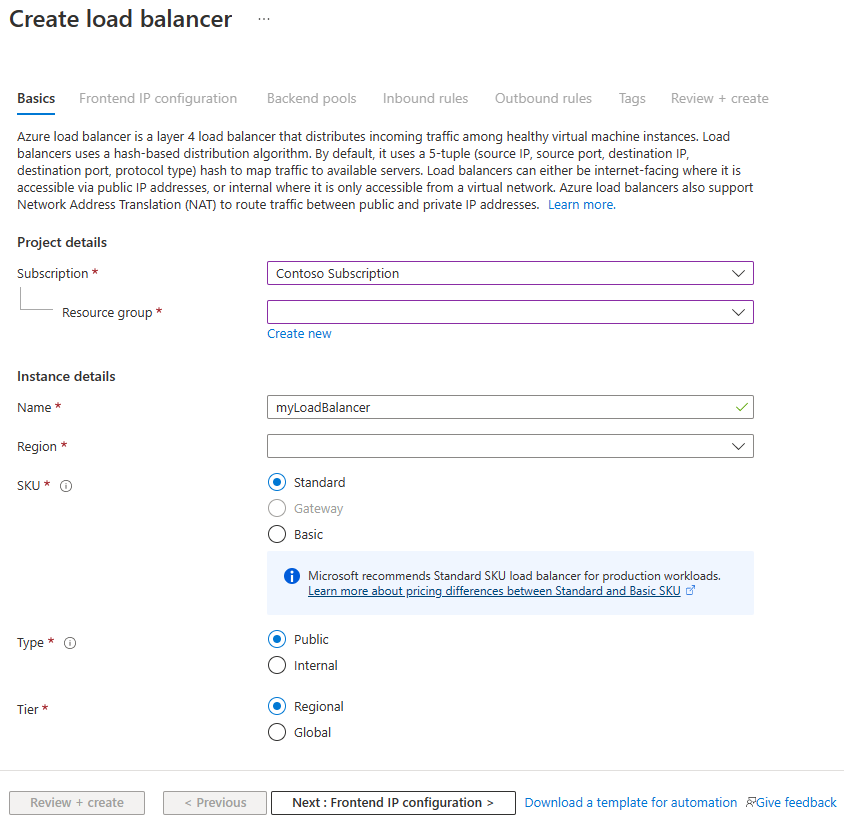 Create load balancer ...
Basics Frontend IP configuration Backend pools Inbound rules Outbound rules Tags Review + create
Azure load balancer is a layer 4 load balancer that distributes incoming traffic among healthy virtual machine instances. Load
balancers uses a hash-based distribution algorithm. By default, it uses a 5-tuple (source IP, source port, destination IP,
destination port, protocol type) hash to map traffic to available servers. Load balancers can either be internet-facing where it is
accessible via public IP addresses, or internal where it is only accessible from a virtual network. Azure load balancers also support
Network Address Translation (NAT) to route traffic between public and private IP addresses. Learn more.
Project details
Subscription * Contoso Subscription
Resource group *
Create new
Instance details
Name * myLoadBalancer
Region *
SKU * Standard
Gateway
Basic
Microsoft recommends Standard SKU load balancer for production workloads.
Learn more about pricing differences between Standard and Basic SKU
Type * Public
Internal
Tier * Regional
Global
Review + create < Previous Next : Frontend IP configuration > Download a template for automation Give feedback